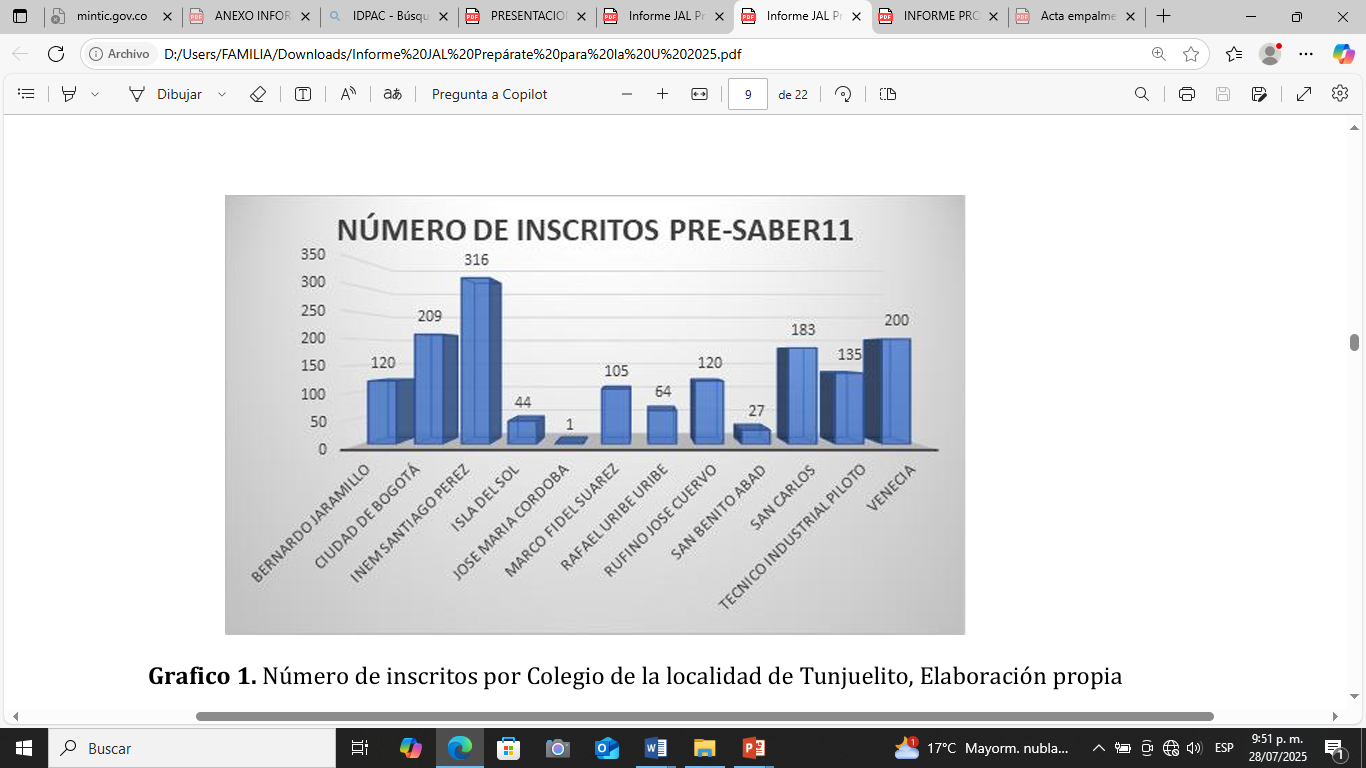 mintic.gov.co
ANEXO INFOR
IDPAC - Búsqu
PRESENTACIO
Informe JAL Pr
Informe JAL Pr
INFORME PRO
Acta empalme
Archivo
D:/Users/FAMILIA/Downloads/Informe%20JAL%20Prepárate%20para%20la%20U%202025.pdf
Dibujar
Pregunta a Copilot
9
de 22
NÚMERO DE INSCRITOS PRE-SABER11
350
300
250
200
150
100
50
0
120
209
316
44
1
105
64
120
27
183
135
200
BERNARDO JARAMILLO
CIUDAD DE BOGOTÁ
INEM SANTIAGO PEREZ
ISLA DEL SOL
JOSE MARIA CORDOBA
MARCO FIDEL SUAREZ
RAFAEL URIBE URIBE
RUFINO JOSE CUERVO
SAN BENITO ABAD
SAN CARLOS
TECNICO INDUSTRIAL PILOTO
VENECIA
Grafico 1. Número de inscritos por Colegio de la localidad de Tunjuelito, Elaboración propia
Buscar
1
17°C Mayorm. nubla...
ESP
9:51 p. m.
28/07/2025
1